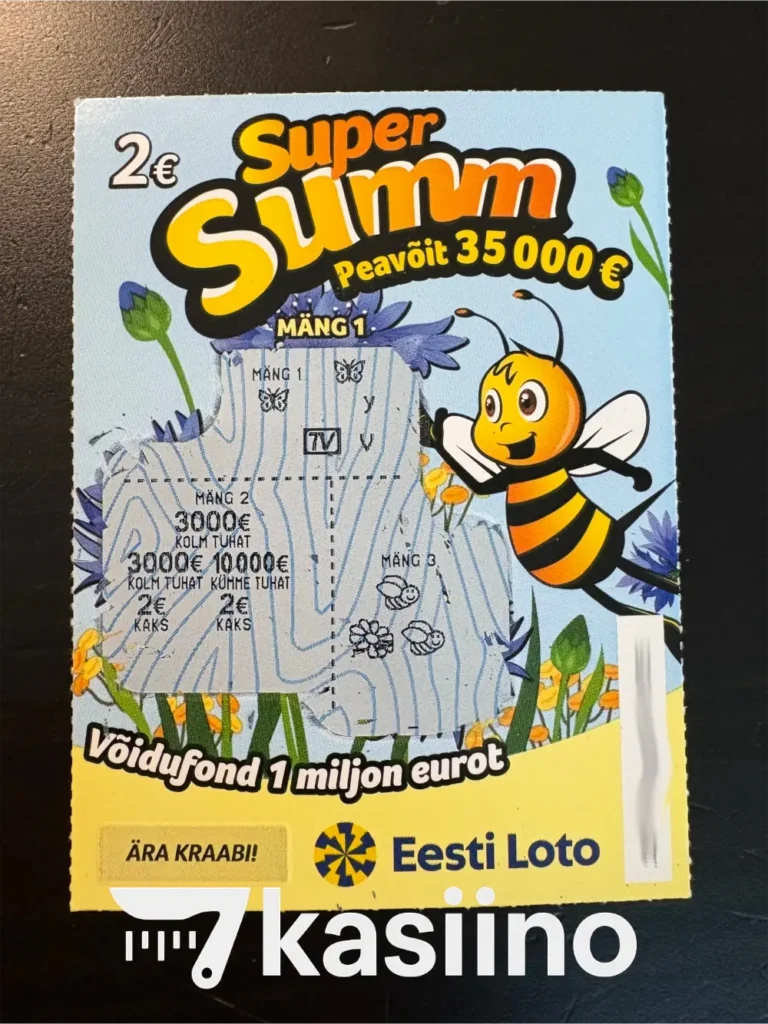 2€
Super
Summ
Peavõit 35 000 €
MÄNG 1
MÄNG 1
y
TV V
MÄNG 2
3000€
KOLM TUHAT
3000€ 10000€
KOLM TUHAT KÜMME TUHAT
2€ 2€
KAKS KAKS
MÄNG 3
Võidufond 1 miljon eurot
ÄRA KRAABI!
Eesti Loto
7kasiino